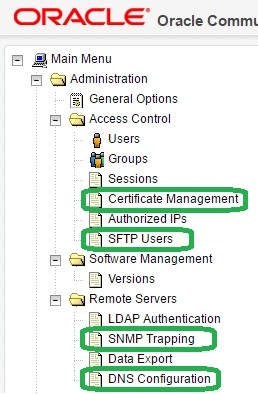 ORACLE Oracle Commu
Main Menu
Administration
General Options
Access Control
Users
Groups
Sessions
Certificate Management
Authorized IPs
SFTP Users
Software Management
Versions
Remote Servers
LDAP Authentication
SNMP Trapping
Data Export
DNS Configuration